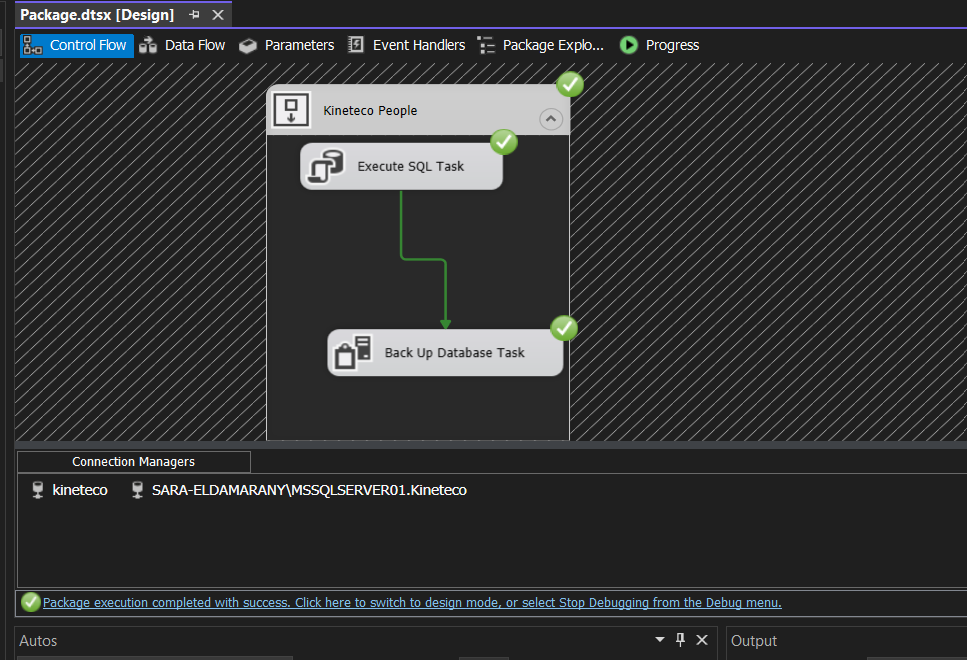 Package.dtsx [Design]
Control Flow Data Flow Parameters Event Handlers Package Explo... Progress
Kineteco People
Execute SQL Task
Back Up Database Task
Connection Managers
kineteco SARA-ELDAMARANY\MSSQLSERVER01.Kineteco
Package execution completed with success. Click here to switch to design mode, or select Stop Debugging from the Debug menu.
Autos Output